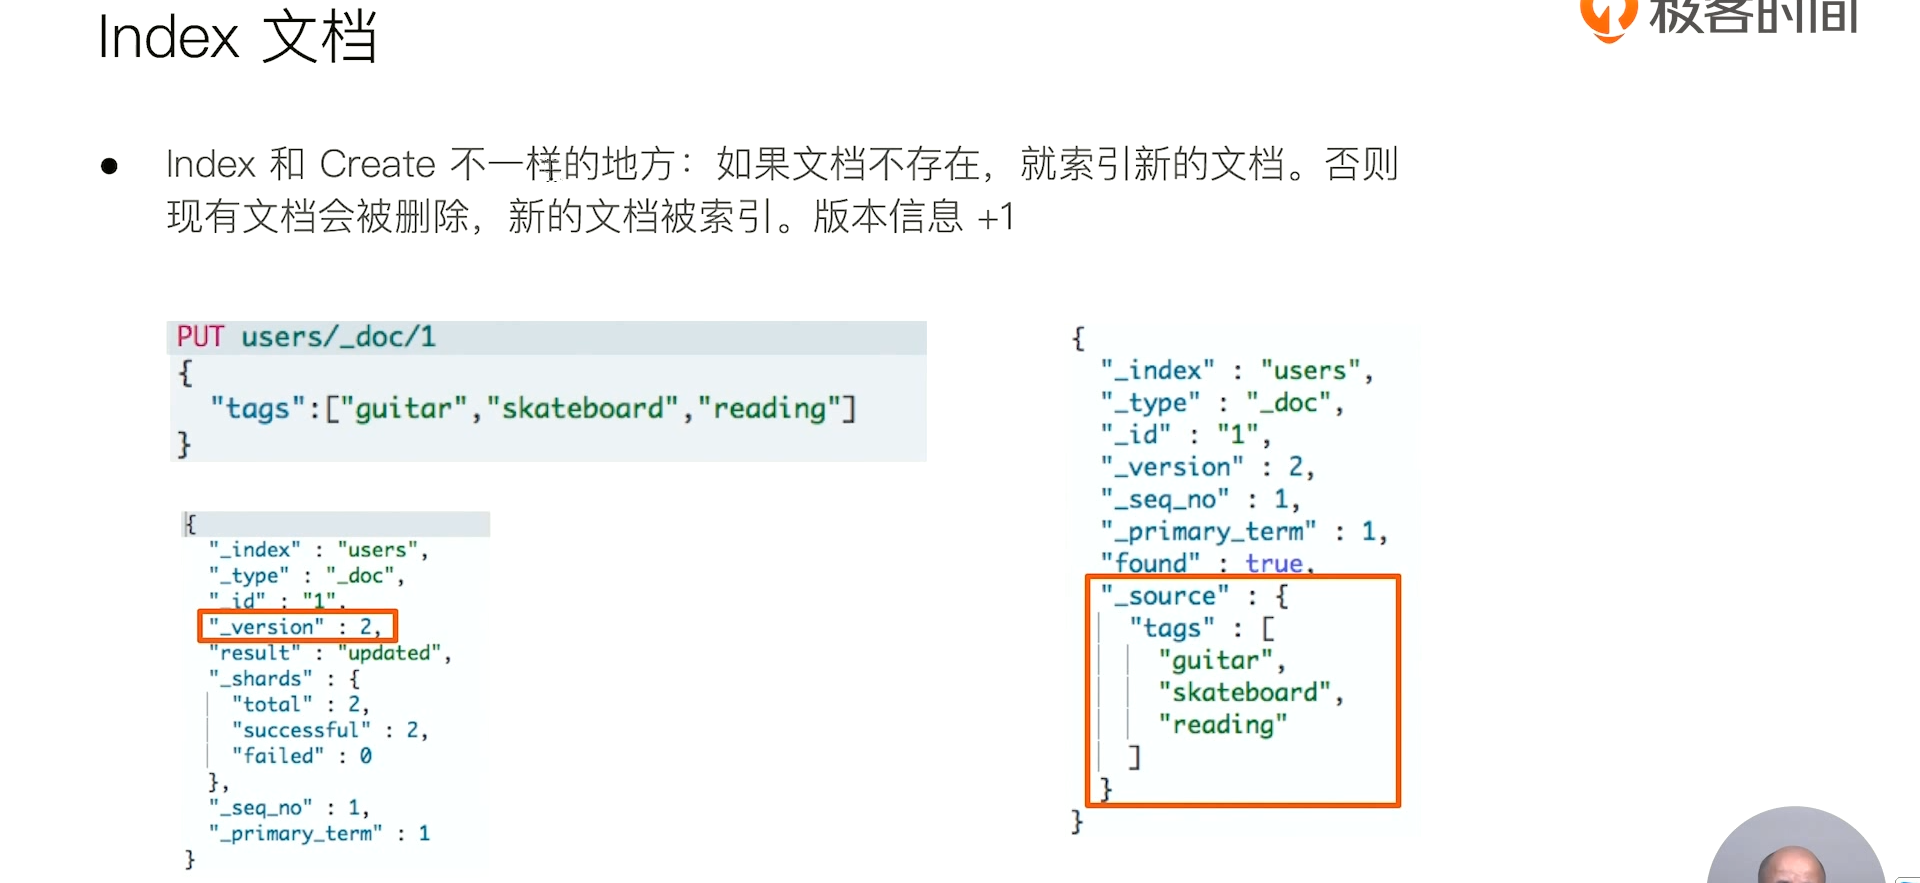 Index 文档
极客时间
● Index 和 Create 不一样的地方：如果文档不存在，就索引新的文档。否则
现有文档会被删除，新的文档被索引。版本信息 +1
PUT users/_doc/1
{
"tags":["guitar","skateboard","reading"]
}
{
"_index" : "users",
"_type" : "_doc",
"_id" : "1",
"_version" : 2,
"result" : "updated",
"_shards" : {
"total" : 2,
"successful" : 2,
"failed" : 0
},
"_seq_no" : 1,
"_primary_term" : 1
}
{
"_index" : "users",
"_type" : "_doc",
"_id" : "1",
"_version" : 2,
"_seq_no" : 1,
"_primary_term" : 1,
"found" : true,
"_source" : {
"tags" : [
"guitar",
"skateboard",
"reading"
]
}
}